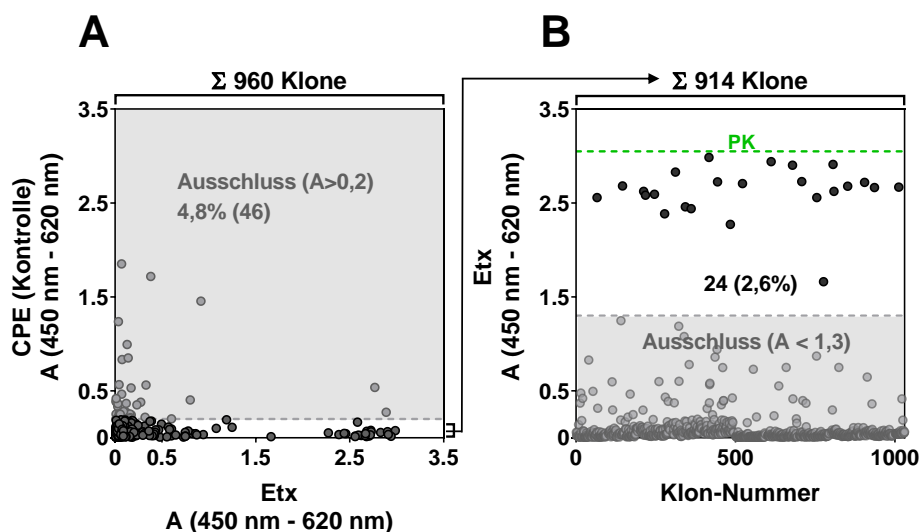 A
B
Σ 960 Klone
Σ 914 Klone
CPE (Kontrolle)
A (450 nm - 620 nm)
3.5
2.5
1.5
0.5
0
Ausschluss (A>0,2)
4,8% (46)
0
0.5
1.5
2.5
3.5
Etx
A (450 nm - 620 nm)
Etx
A (450 nm - 620 nm)
3.5
2.5
1.5
0.5
0
PK
24 (2,6%)
Ausschluss (A < 1,3)
0
500
1000
Klon-Nummer